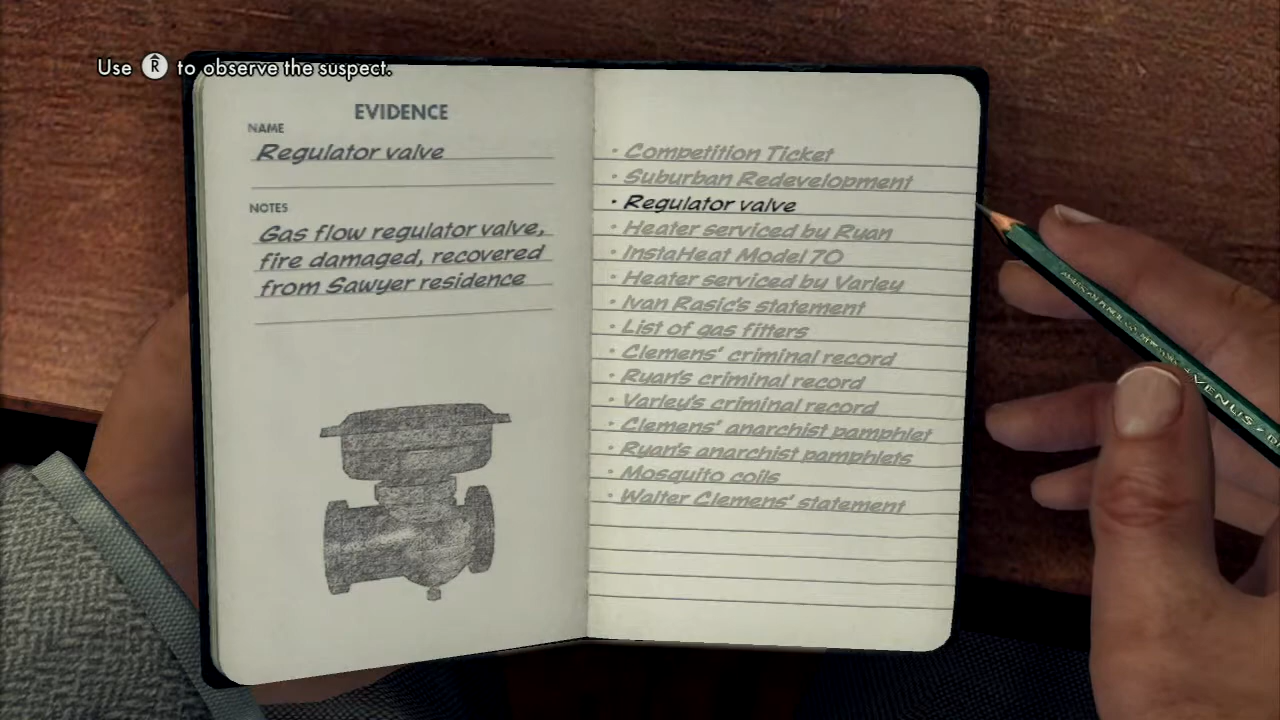 Use R to observe the suspect.
EVIDENCE
NAME
Regulator valve
NOTES
Gas flow regulator valve,
fire damaged, recovered
from Sawyer residence
· Competition Ticket
· Suburban Redevelopment
· Regulator valve
· Heater serviced by Ryan
· InstaHeat Model 70
· Heater serviced by Varley
· Ivan Rasic's statement
· List of gas fitters
· Clemens' criminal record
· Ryan's criminal record
· Varley's criminal record
· Clemens' anarchist pamphlet
· Ryan's anarchist pamphlets
· Mosquito coils
· Walter Clemens' statement
VENUS